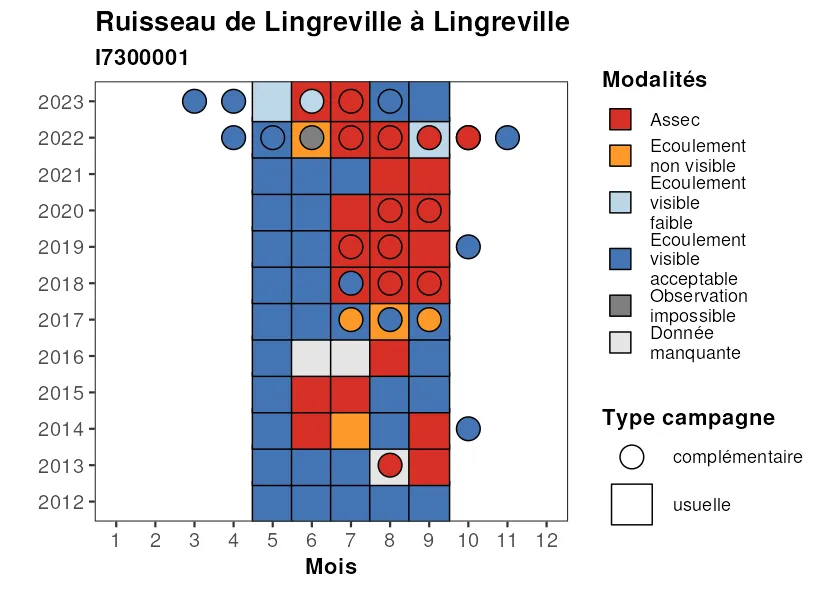 Ruisseau de Lingreville à Lingreville
I7300001
2023
2022
2021
2020
2019
2018
2017
2016
2015
2014
2013
2012
1 2 3 4 5 6 7 8 9 10 11 12
Mois
Modalités
Assec
Ecoulement
non visible
Ecoulement
visible
faible
Ecoulement
visible
acceptable
Observation
impossible
Donnée
manquante
Type campagne
complémentaire
usuelle